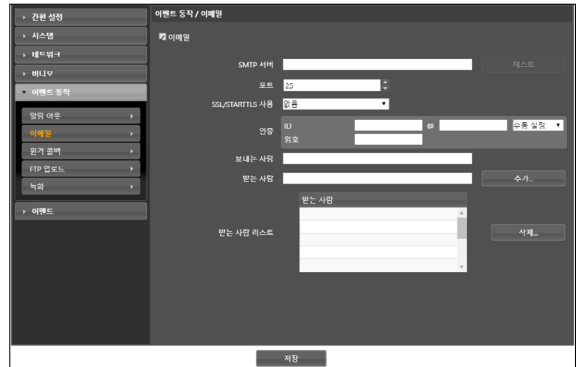 간편 설정
시스템
네트워크
비디오
이벤트 동작
알람 아웃
이메일
원격 콜백
FTP 업로드
녹화
이벤트
이벤트 동작 / 이메일
이메일
SMTP 서버
테스트
포트
25
SSL/STARTTLS 사용
없음
인증
ID
@
수동 설정
암호
보내는 사람
받는 사람
추가...
받는 사람
받는 사람 리스트
삭제...
저장